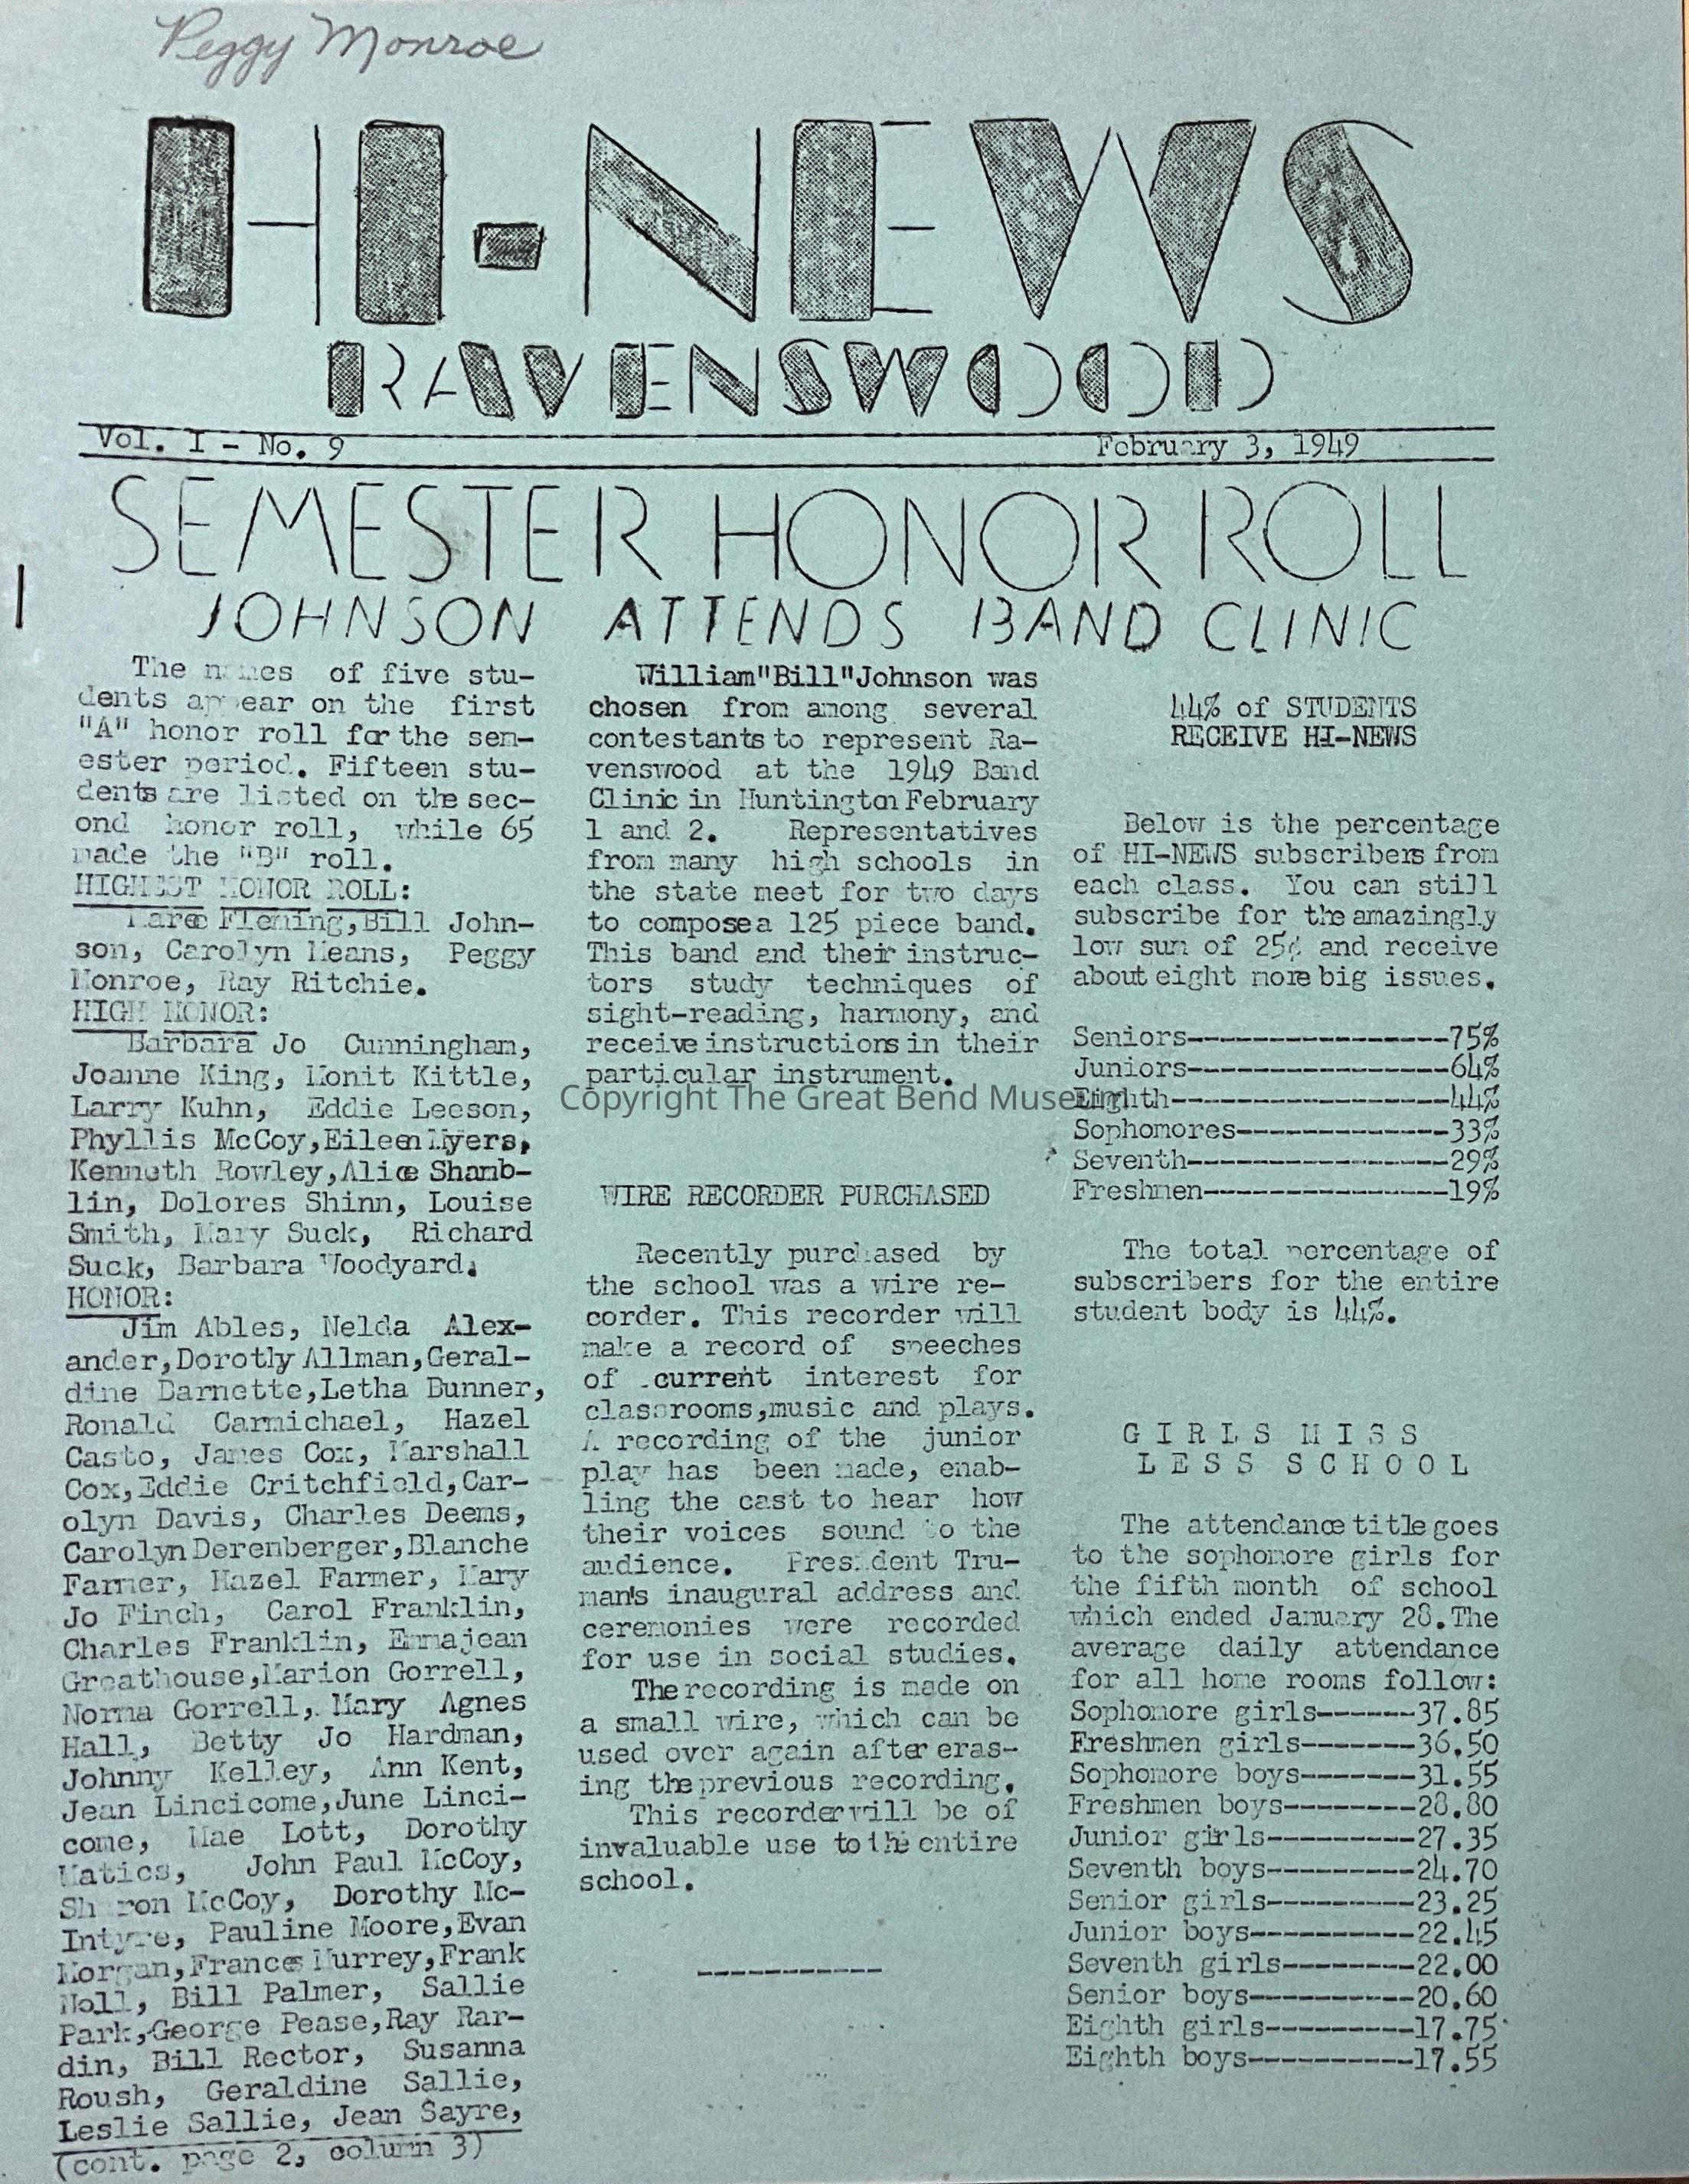 Peggy Monroe
HI-NEWS
RAVENSWOOD
Vol. I - No. 9 February 3, 1949
SEMESTER HONOR ROLL
JOHNSON ATTENDS BAND CLINIC
The names of five stu-
dents appear on the first
"A" honor roll for the sem-
ester period. Fifteen stu-
dents are listed on the sec-
ond honor roll, while 65
made the "B" roll.
HIGHEST HONOR ROLL:
Fleming, Bill John-
son, Carolyn Means, Peggy
Monroe, Ray Ritchie.
HIGH HONOR:
Barbara Jo Cunningham,
Joanne King, Monit Kittle,
Larry Kuhn, Eddie Leeson,
Phyllis McCoy, Eileen Myers,
Kenneth Rowley, Alice Shamb-
lin, Dolores Shinn, Louise
Smith, Mary Suck, Richard
Suck, Barbara Woodyard.
HONOR:
Jim Ables, Nelda Alex-
ander, Dorothy Allman, Geral-
dine Barnette, Letha Bunner,
Ronald Carmichael, Hazel
Casto, James Cox, Marshall
Cox, Eddie Critchfield, Car-
olyn Davis, Charles Deems,
Carolyn Derenberger, Blanche
Farmer, Hazel Farmer, Mary
Jo Finch, Carol Franklin,
Charles Franklin, Emmajean
Greathouse, Marion Gorrell,
Norma Gorrell, Mary Agnes
Hall, Betty Jo Hardman,
Johnny Kelley, Ann Kent,
Jean Lincicome, June Linci-
come, Mae Lott, Dorothy
Matics, John Paul McCoy,
Sharon McCoy, Dorothy Mc-
Intyre, Pauline Moore, Evan
Morgan, Frances Murrey, Frank
Noll, Bill Palmer, Sallie
Park, George Pease, Ray Rar-
din, Bill Rector, Susanna
Roush, Geraldine Sallie,
Leslie Sallie, Jean Sayre,
(cont. page 2, column 3)
William "Bill" Johnson was
chosen from among several
contestants to represent Ra-
venswood at the 1949 Band
Clinic in Huntington February
1 and 2. Representatives
from many high schools in
the state meet for two days
to compose a 125 piece band.
This band and their instruc-
tors study techniques of
sight-reading, harmony, and
receive instructions in their
particular instrument.
Copyright The Great Bend Museum
WIRE RECORDER PURCHASED
Recently purchased by
the school was a wire re-
corder. This recorder will
make a record of speeches
of current interest for
classrooms, music and plays.
A recording of the junior
play has been made, enab-
ling the cast to hear how
their voices sound to the
audience. President Tru-
man's inaugural address and
ceremonies were recorded
for use in social studies.
The recording is made on
a small wire, which can be
used over again after eras-
ing the previous recording.
This recorder will be of
invaluable use to the entire
school.
-----------
44% of STUDENTS
RECEIVE HI-NEWS
Below is the percentage
of HI-NEWS subscribers from
each class. You can still
subscribe for the amazingly
low sum of 25¢ and receive
about eight more big issues.
Seniors-----------------75%
Juniors-----------------64%
Eighth------------------44%
Sophomores--------------33%
Seventh-----------------29%
Freshmen----------------19%
The total percentage of
subscribers for the entire
student body is 44%.
GIRLS MISS
LESS SCHOOL
The attendance title goes
to the sophomore girls for
the fifth month of school
which ended January 28. The
average daily attendance
for all home rooms follow:
Sophomore girls------37.85
Freshmen girls-------36.50
Sophomore boys-------31.55
Freshmen boys--------28.80
Junior girls---------27.35
Seventh boys---------24.70
Senior girls---------23.25
Junior boys----------22.45
Seventh girls--------22.00
Senior boys----------20.60
Eighth girls---------17.75
Eighth boys----------17.55